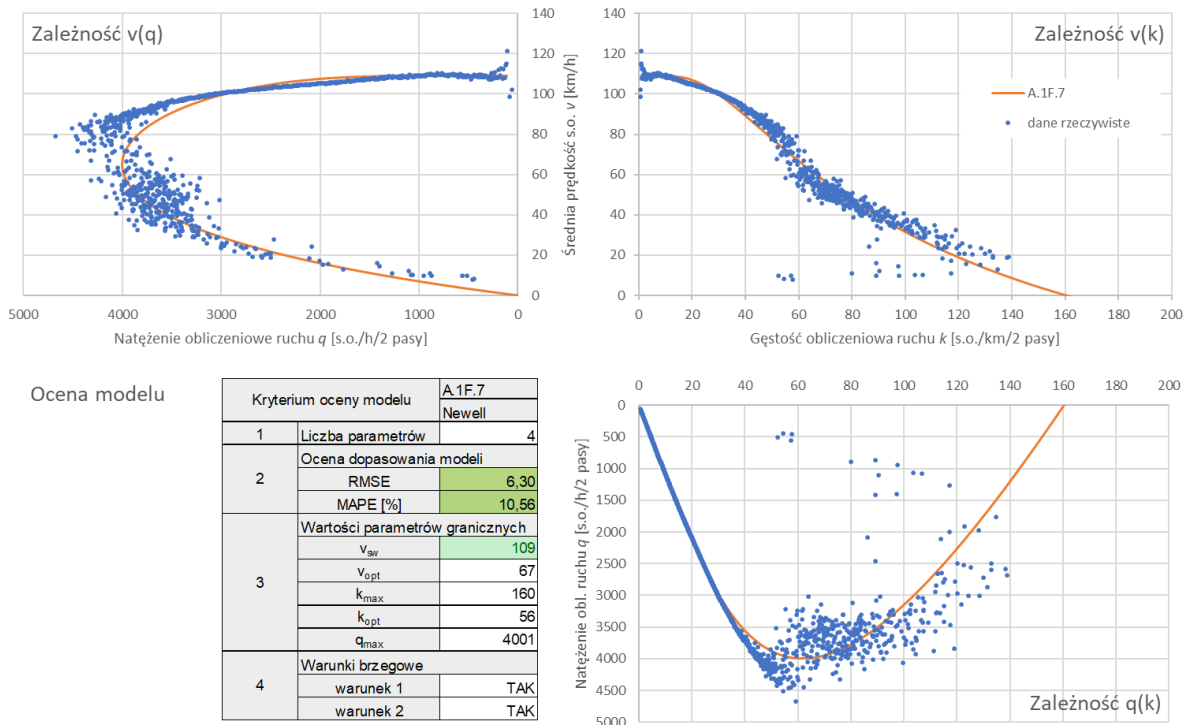 Zależność v(q)
140
120
100
80
60
40
20
0
5000 4000 3000 2000 1000 0
Natężenie obliczeniowe ruchu q [s.o./h/2 pasy]
Średnia prędkość s.o. v [km/h]
Zależność v(k)
140
120
100
80
60
40
20
0
A.1F.7
dane rzeczywiste
0 20 40 60 80 100 120 140 160 180 200
Gęstość obliczeniowa ruchu k [s.o./km/2 pasy]
Ocena modelu
Kryterium oceny modelu A.1F.7
Newell
1 Liczba parametrów 4
2 Ocena dopasowania modeli
RMSE 6,30
MAPE [%] 10,56
3 Wartości parametrów granicznych
vsw 109
vopt 67
kmax 160
kopt 56
qmax 4001
4 Warunki brzegowe
warunek 1 TAK
warunek 2 TAK
0 20 40 60 80 100 120 140 160 180 200
0
500
1000
1500
2000
2500
3000
3500
4000
4500
5000
Natężenie obl. ruchu q [s.o./h/2 pasy]
Zależność q(k)